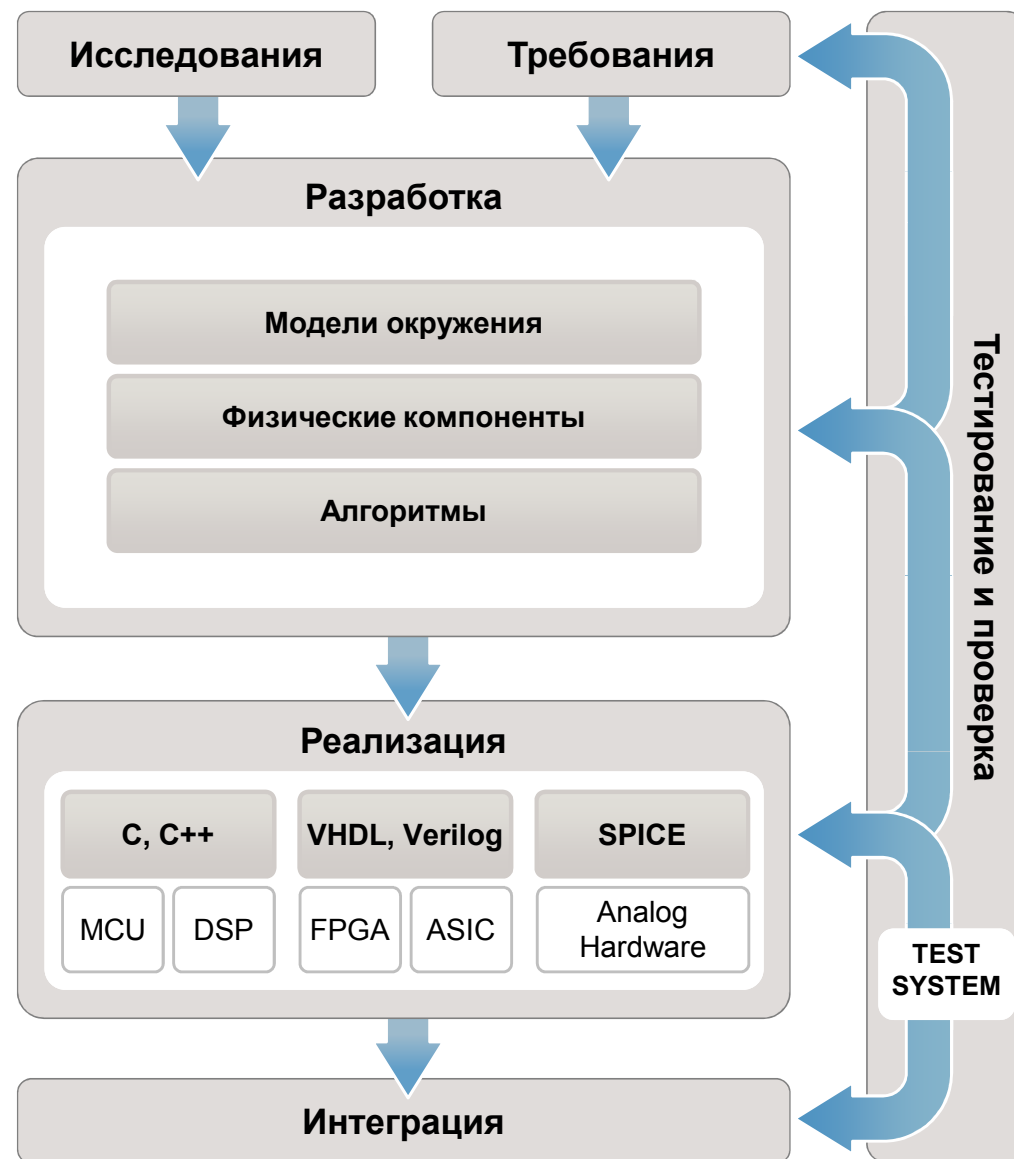 Исследования
Требования
Разработка
Модели окружения
Физические компоненты
Алгоритмы
Реализация
C, C++
VHDL, Verilog
SPICE
MCU
DSP
FPGA
ASIC
Analog
Hardware
Интеграция
Тестирование и проверка
TEST
SYSTEM